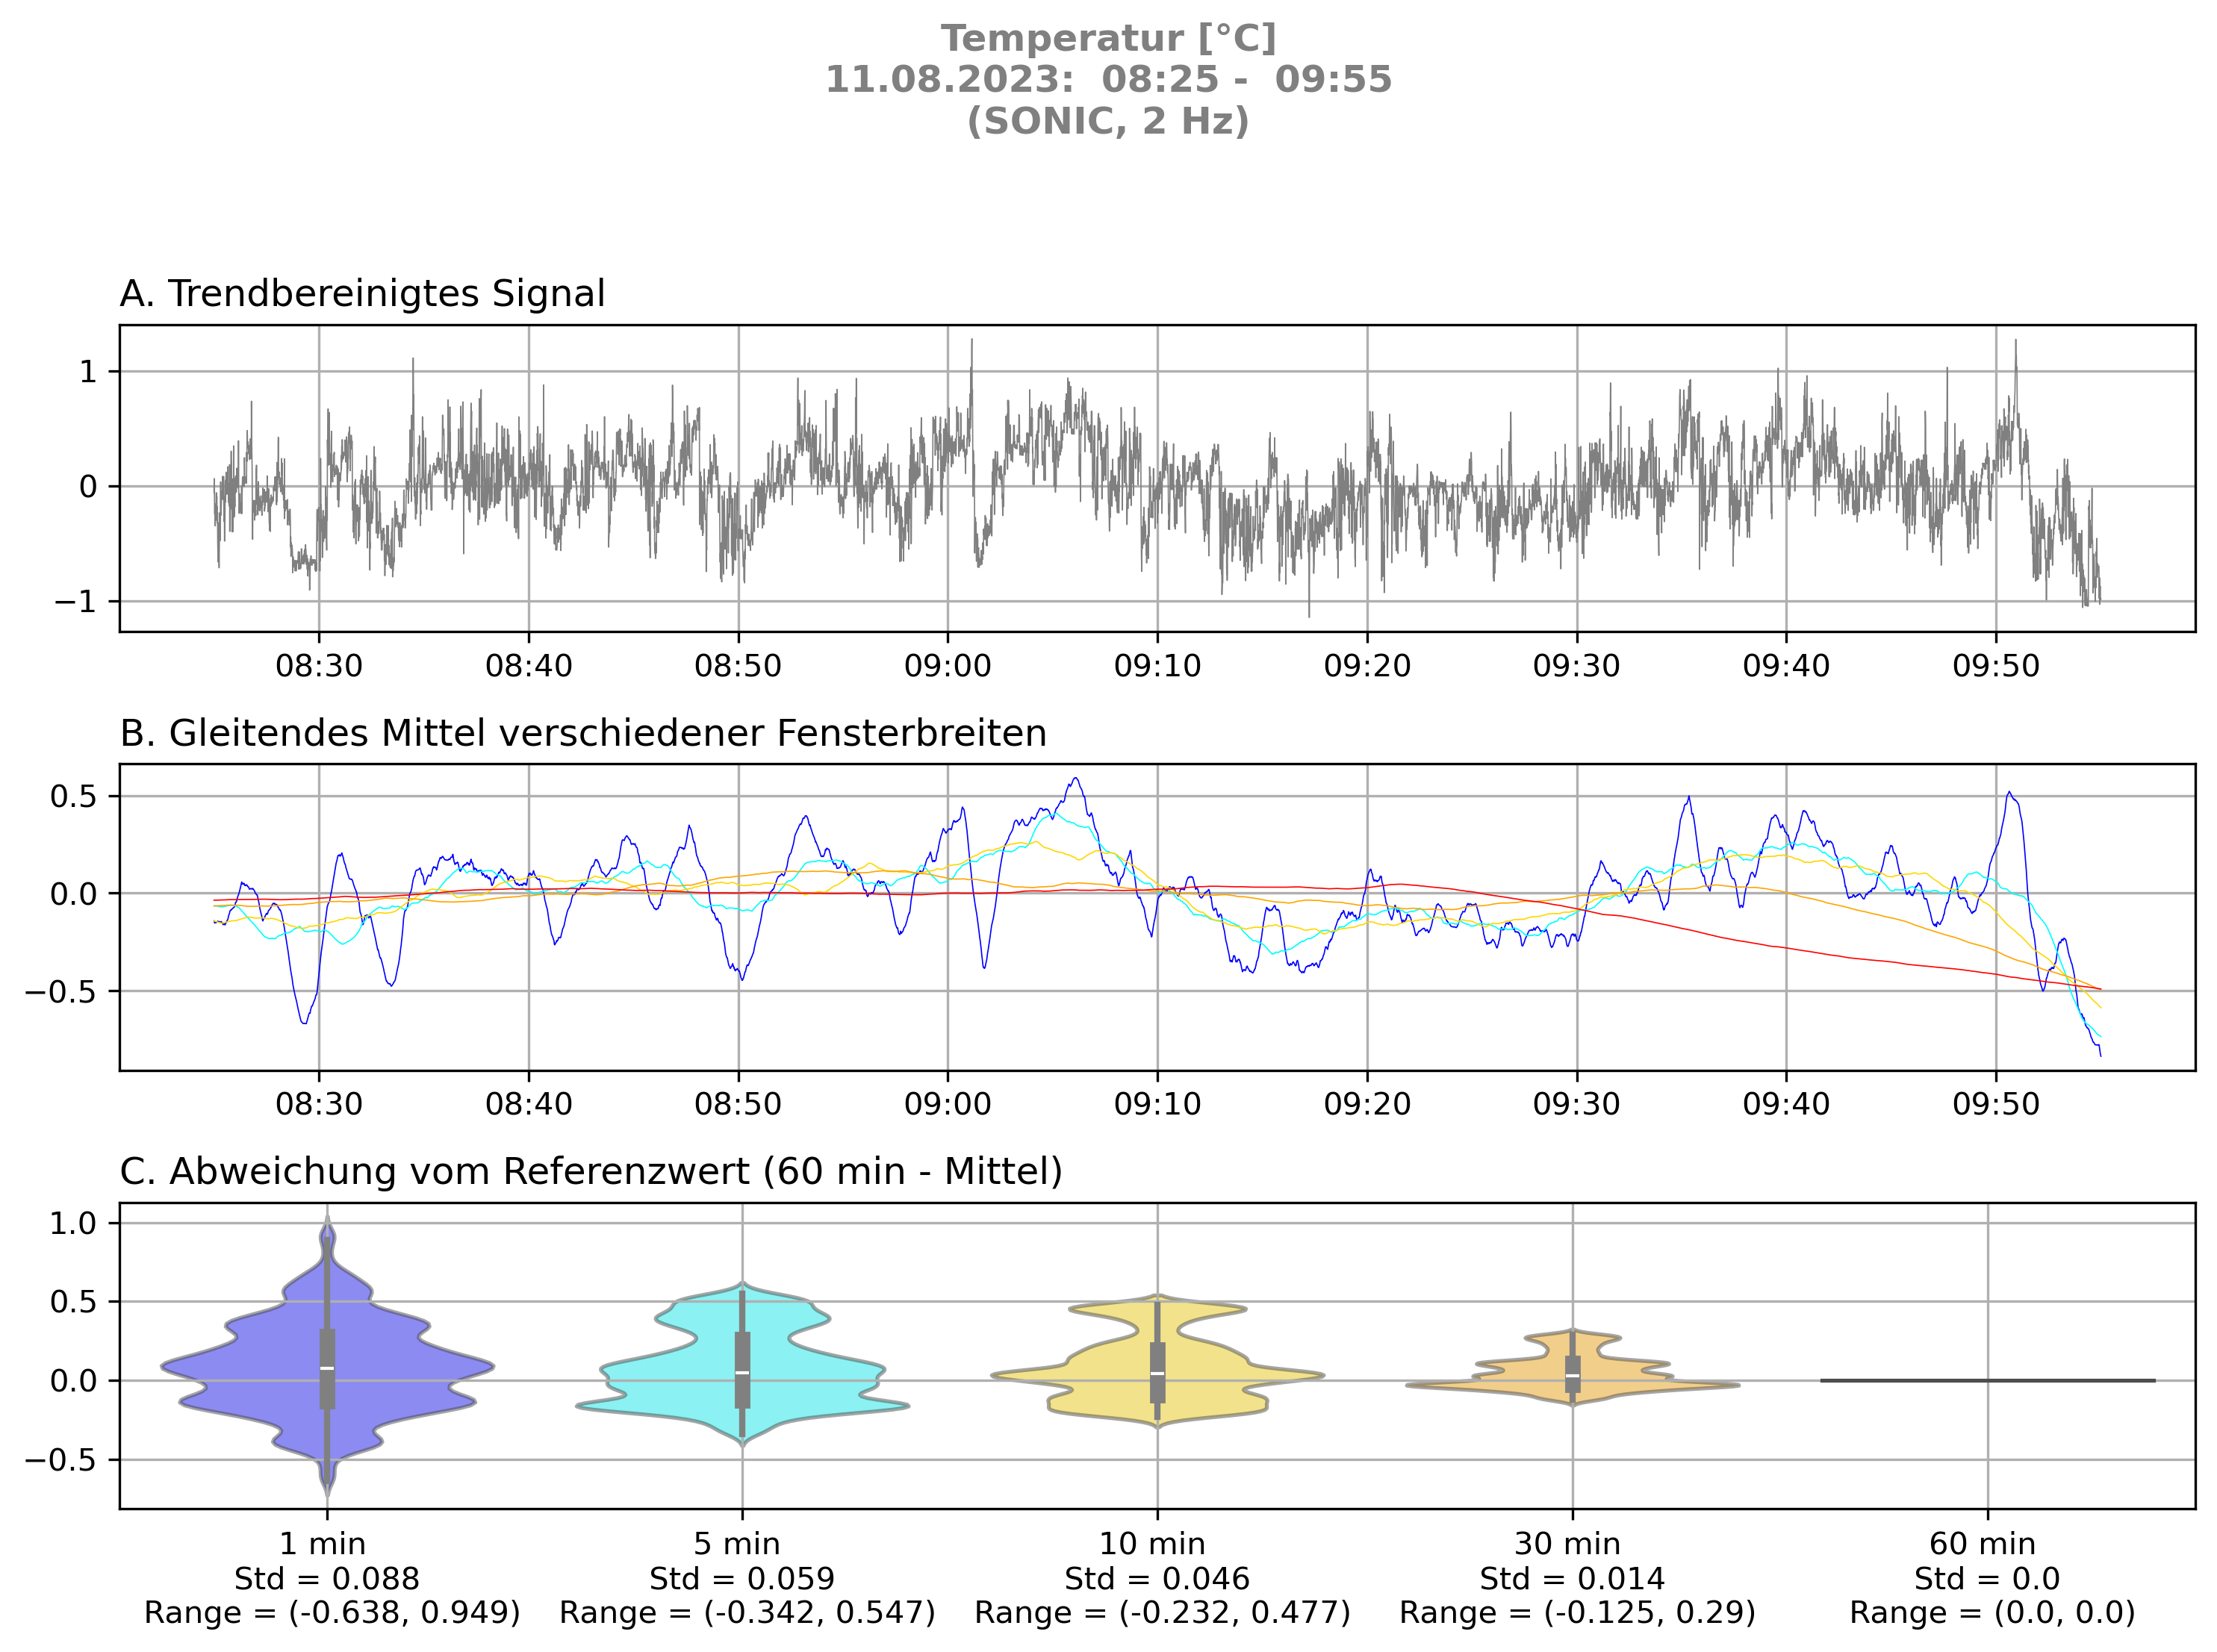 Temperatur [°C]
11.08.2023:  08:25 -  09:55
(SONIC, 2 Hz)
A. Trendbereinigtes Signal
1
0
−1
08:30 08:40 08:50 09:00 09:10 09:20 09:30 09:40 09:50
B. Gleitendes Mittel verschiedener Fensterbreiten
0.5
0.0
−0.5
08:30 08:40 08:50 09:00 09:10 09:20 09:30 09:40 09:50
C. Abweichung vom Referenzwert (60 min - Mittel)
1.0
0.5
0.0
−0.5
1 min 5 min 10 min 30 min 60 min
Std = 0.088 Std = 0.059 Std = 0.046 Std = 0.014 Std = 0.0
Range = (-0.638, 0.949) Range = (-0.342, 0.547) Range = (-0.232, 0.477) Range = (-0.125, 0.29) Range = (0.0, 0.0)